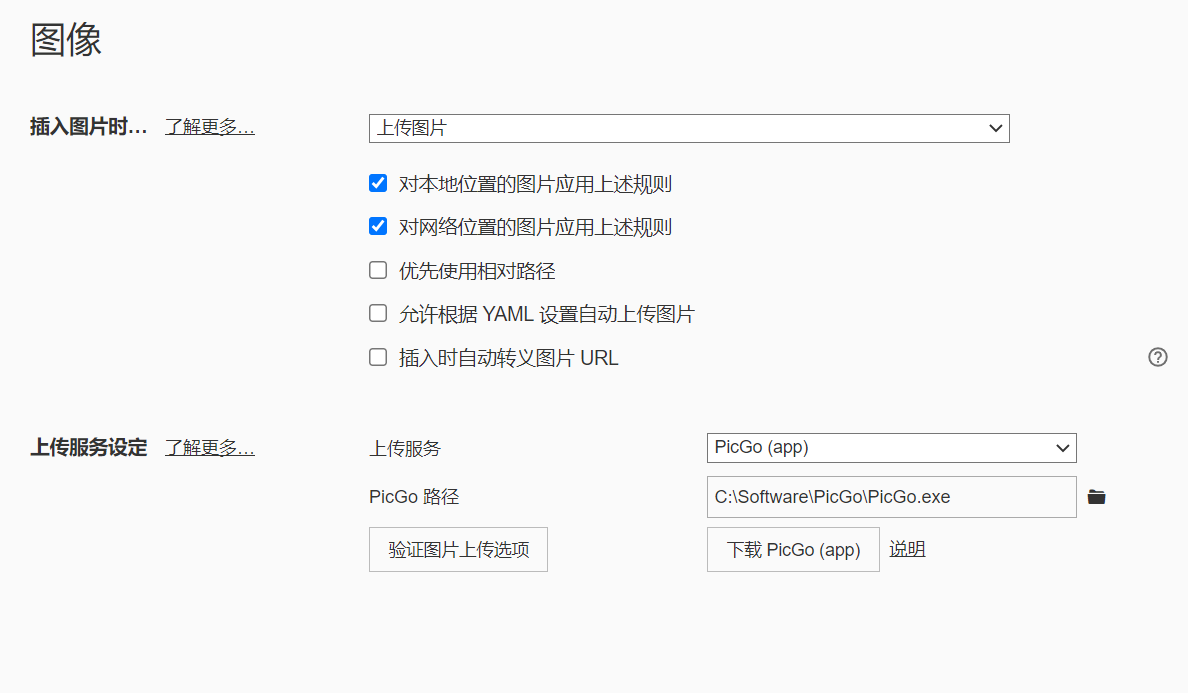 图像
插入图片时... 了解更多... 上传图片
对本地位置的图片应用上述规则
对网络位置的图片应用上述规则
优先使用相对路径
允许根据 YAML 设置自动上传图片
插入时自动转义图片 URL
上传服务设定 了解更多... 上传服务 PicGo (app)
PicGo 路径 C:\Software\PicGo\PicGo.exe
验证图片上传选项 下载 PicGo (app) 说明